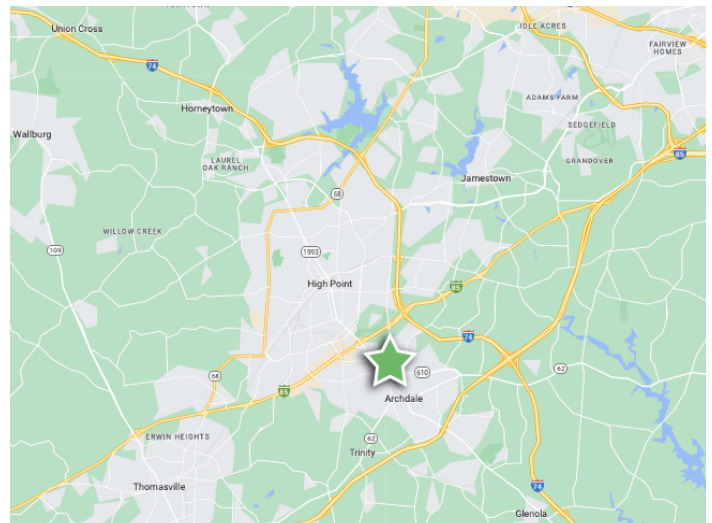 Union Cross
IDLE ACRES
FAIRVIEW
HOMES
74
ADAMS FARM
Horneytown
SEDGEFIELD
Wallburg
85
LAUREL
OAK RANCH
GRANDOVER
Jamestown
68
WILLOW CREEK
109
1993
High Point
85
74
68
610
62
85
Archdale
ERWIN HEIGHTS
62
Trinity
Thomasville
74
Glenola